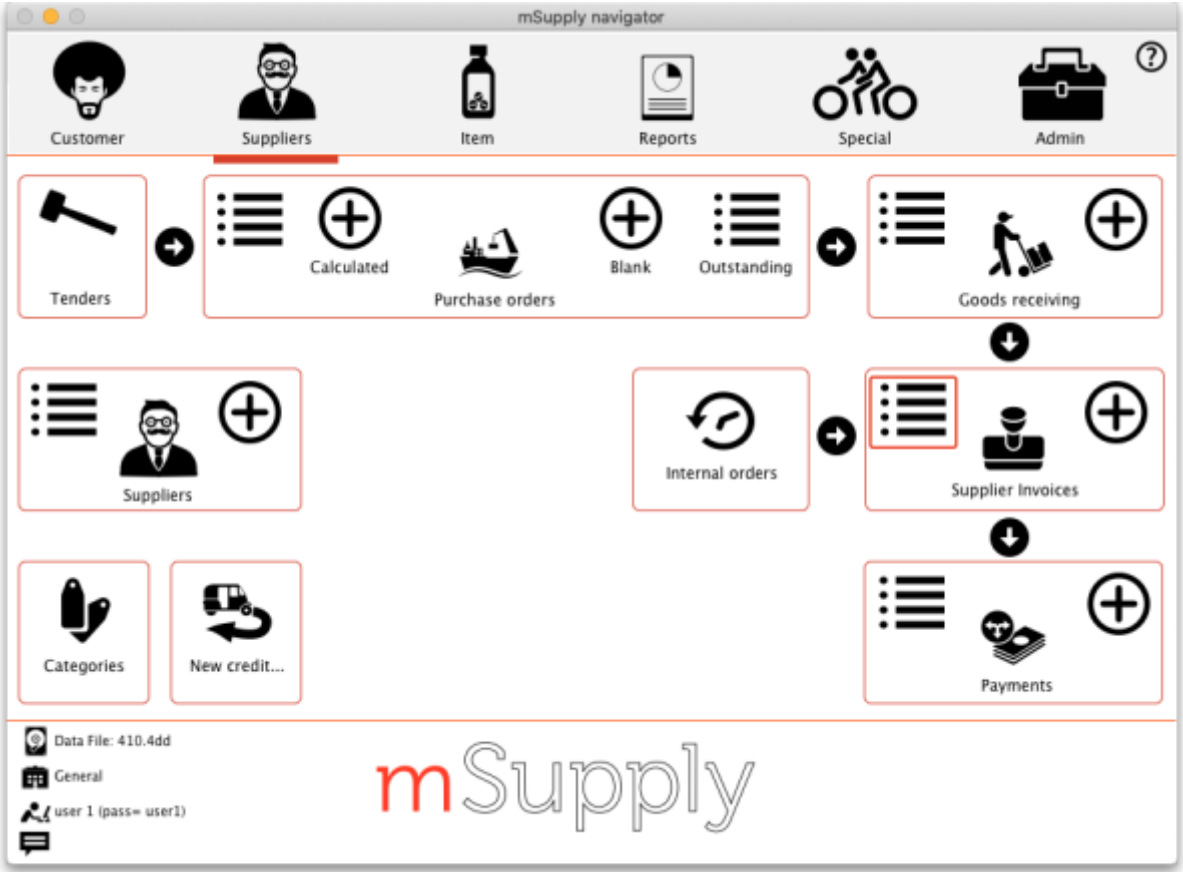 mSupply navigator
?
Customer
Suppliers
Item
Reports
Special
Admin
Tenders
Calculated
Blank
Outstanding
Purchase orders
Goods receiving
Suppliers
Internal orders
Supplier Invoices
Categories
New credit...
Payments
Data File: 410.4dd
General
user 1 (pass= user1)
mSupply